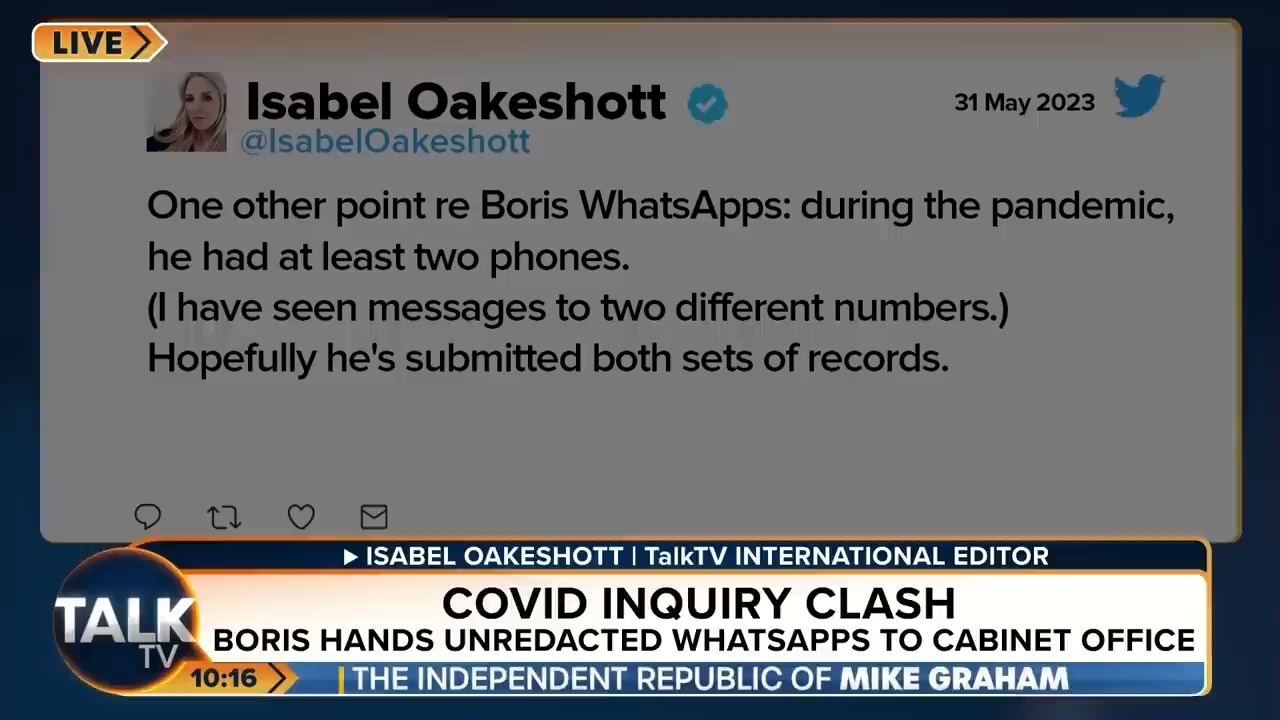 LIVE
Isabel Oakeshott
31 May 2023
@IsabelOakeshott
One other point re Boris WhatsApps: during the pandemic,
he had at least two phones.
(I have seen messages to two different numbers.)
Hopefully he's submitted both sets of records.
ISABEL OAKESHOTT | TalkTV INTERNATIONAL EDITOR
COVID INQUIRY CLASH
BORIS HANDS UNREDACTED WHATSAPPS TO CABINET OFFICE
TALK
TV
10:16
THE INDEPENDENT REPUBLIC OF MIKE GRAHAM